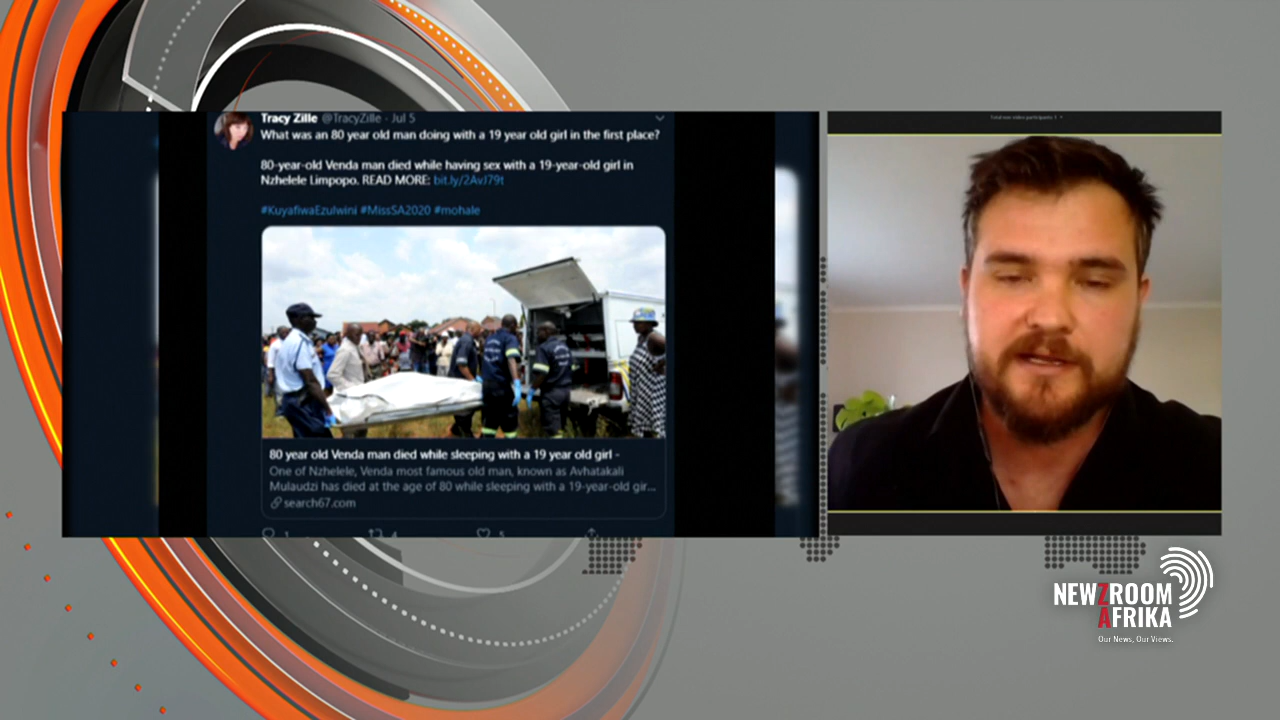 Tracy Zille @TracyZille · Jul 5
What was an 80 year old man doing with a 19 year old girl in the first place?
80-year-old Venda man died while having sex with a 19-year-old girl in
Nzhelele Limpopo. READ MORE: bit.ly/2AvJ79t
#KuyafiwaEzulwini #MissSA2020 #mohale
80 year old Venda man died while sleeping with a 19 year old girl -
One of Nzhelele, Venda most famous old man, known as Avhatakali
Mulaudzi has died at the age of 80 while sleeping with a 19-year-old gir...
search67.com
NEWZROOM
AFRIKA
Our News, Our Views.